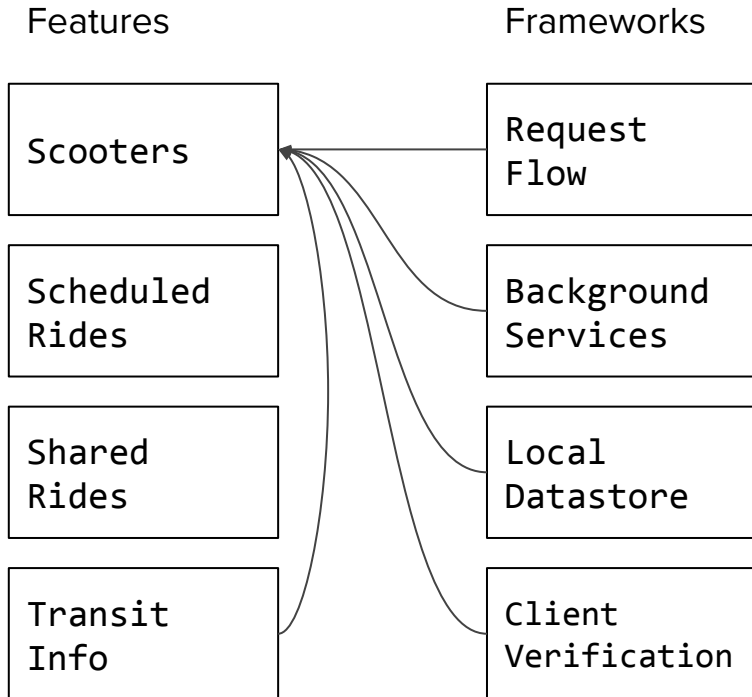 Features
Frameworks
Scooters
Request
Flow
Scheduled
Rides
Background
Services
Shared
Rides
Local
Datastore
Transit
Info
Client
Verification